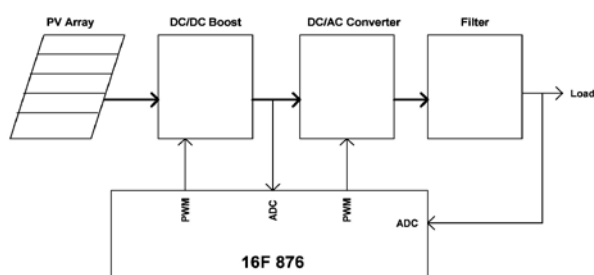 PV Array
DC/DC Boost
DC/AC Converter
Filter
Load
PWM
ADC
PWM
ADC
16F 876